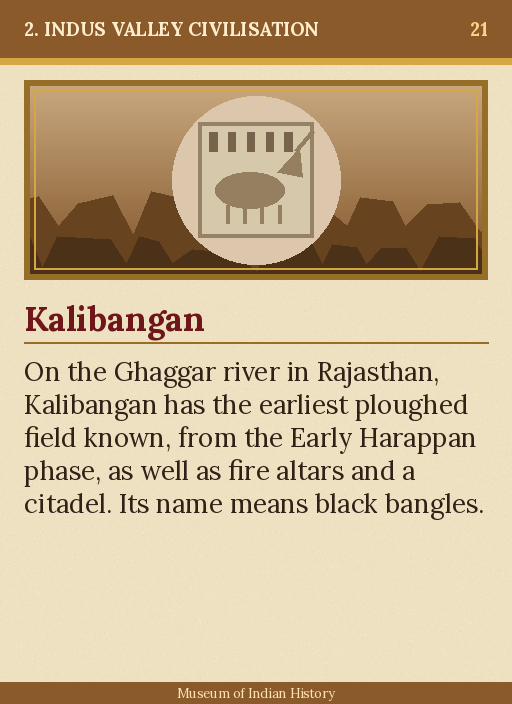 2. INDUS VALLEY CIVILISATION 21
Kalibangan
On the Ghaggar river in Rajasthan,
Kalibangan has the earliest ploughed
field known, from the Early Harappan
phase, as well as fire altars and a
citadel. Its name means black bangles.
Museum of Indian History